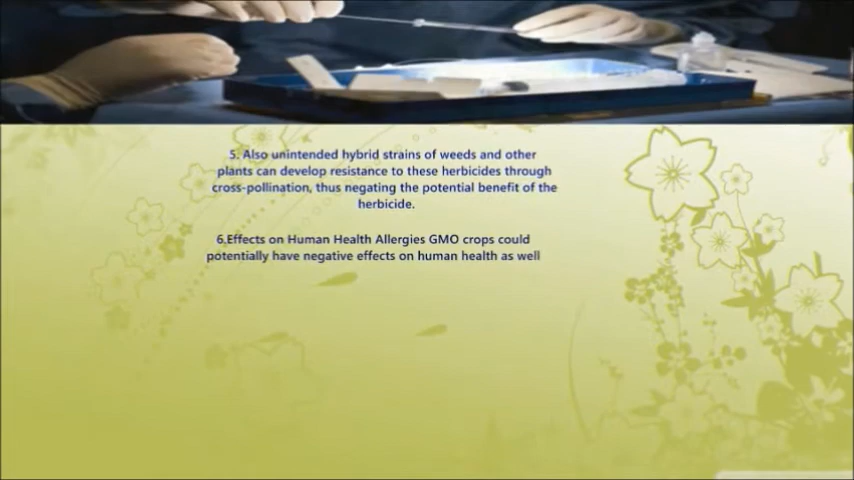 5. Also unintended hybrid strains of weeds and other
plants can develop resistance to these herbicides through
cross-pollination, thus negating the potential benefit of the
herbicide.
6.Effects on Human Health Allergies GMO crops could
potentially have negative effects on human health as well